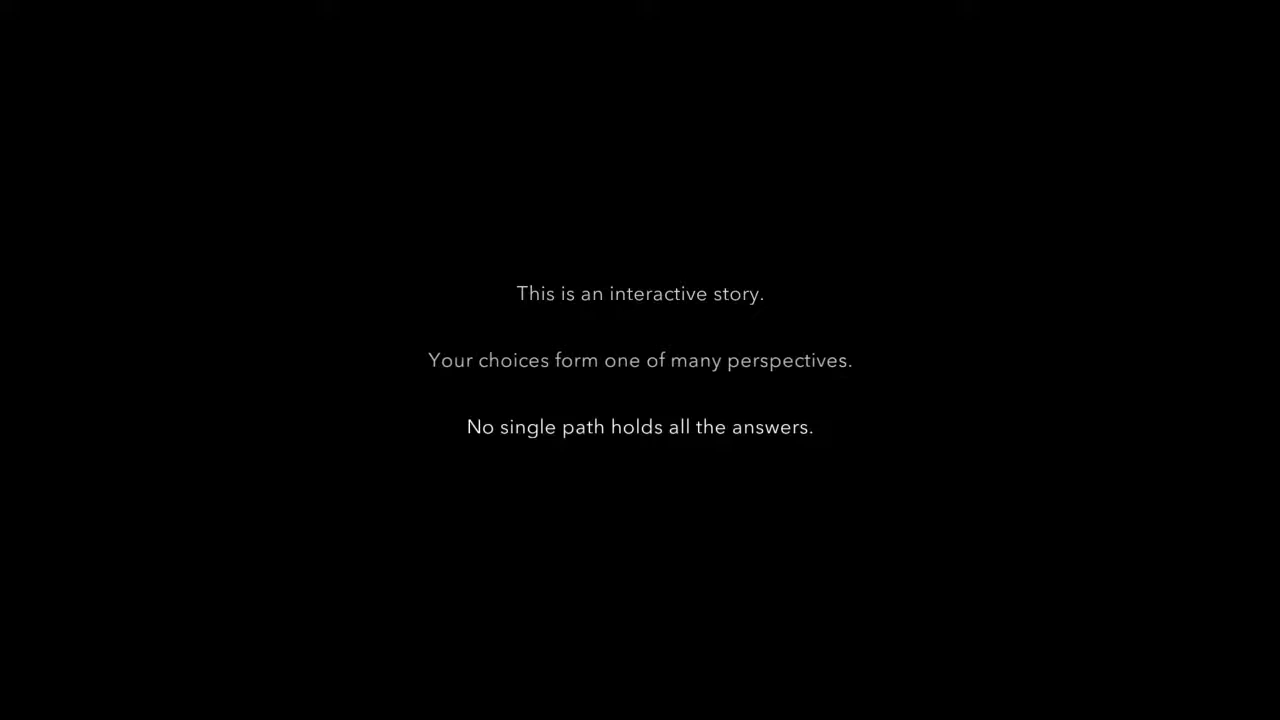 This is an interactive story.
Your choices form one of many perspectives.
No single path holds all the answers.